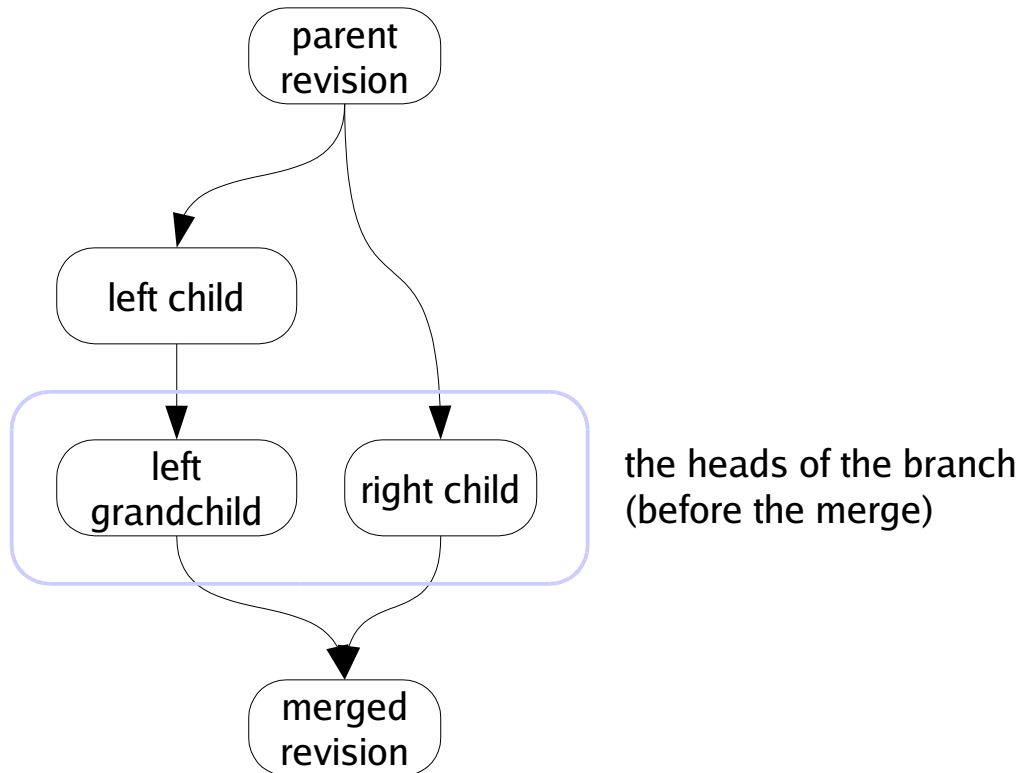 parent
revision
left child
left
grandchild
right child
the heads of the branch
(before the merge)
merged
revision